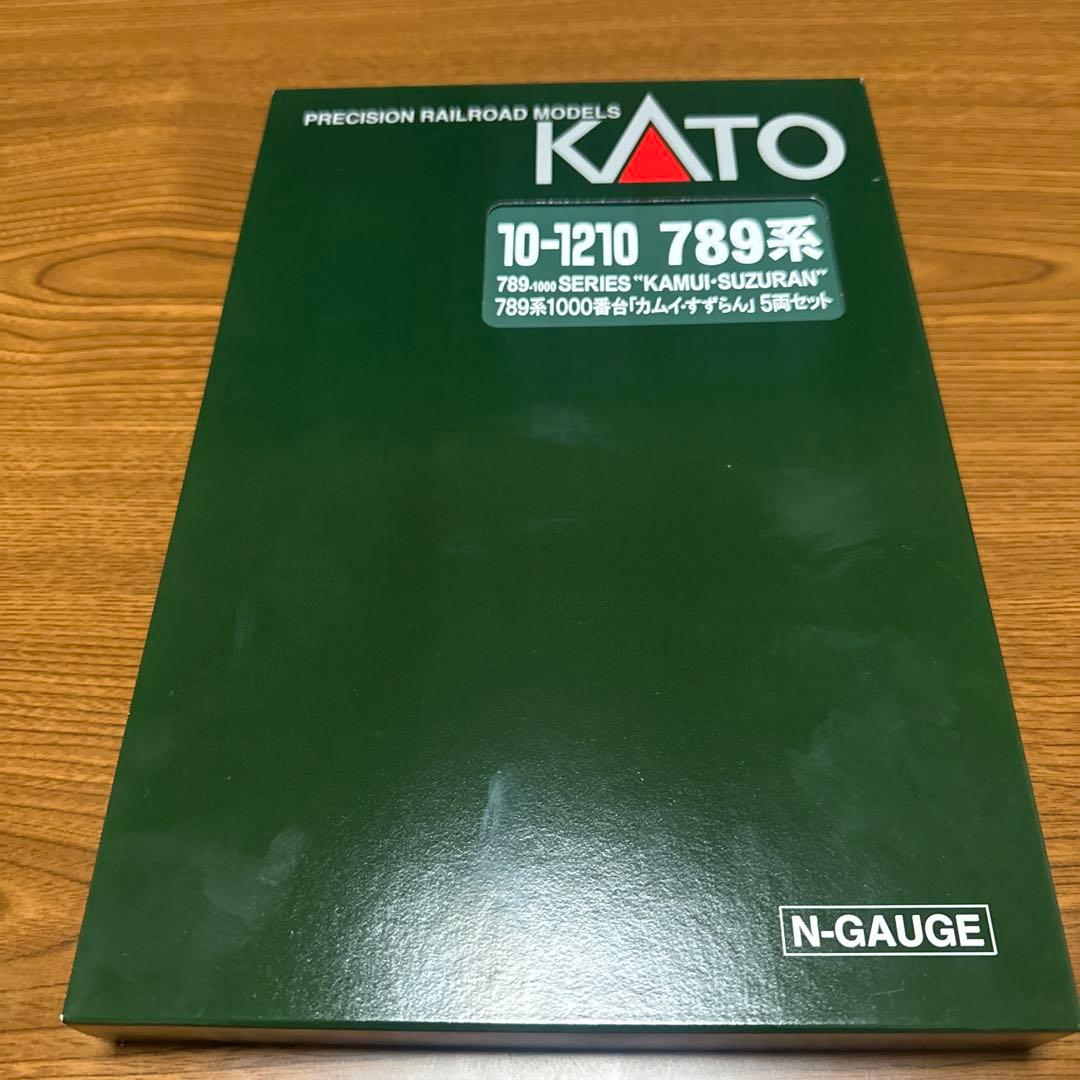 PRECISION RAILROAD MODELS
KATO
10-1210 789系
789-1000 SERIES "KAMUI・SUZURAN"
789系1000番台「カムイ・すずらん」5両セット
N-GAUGE